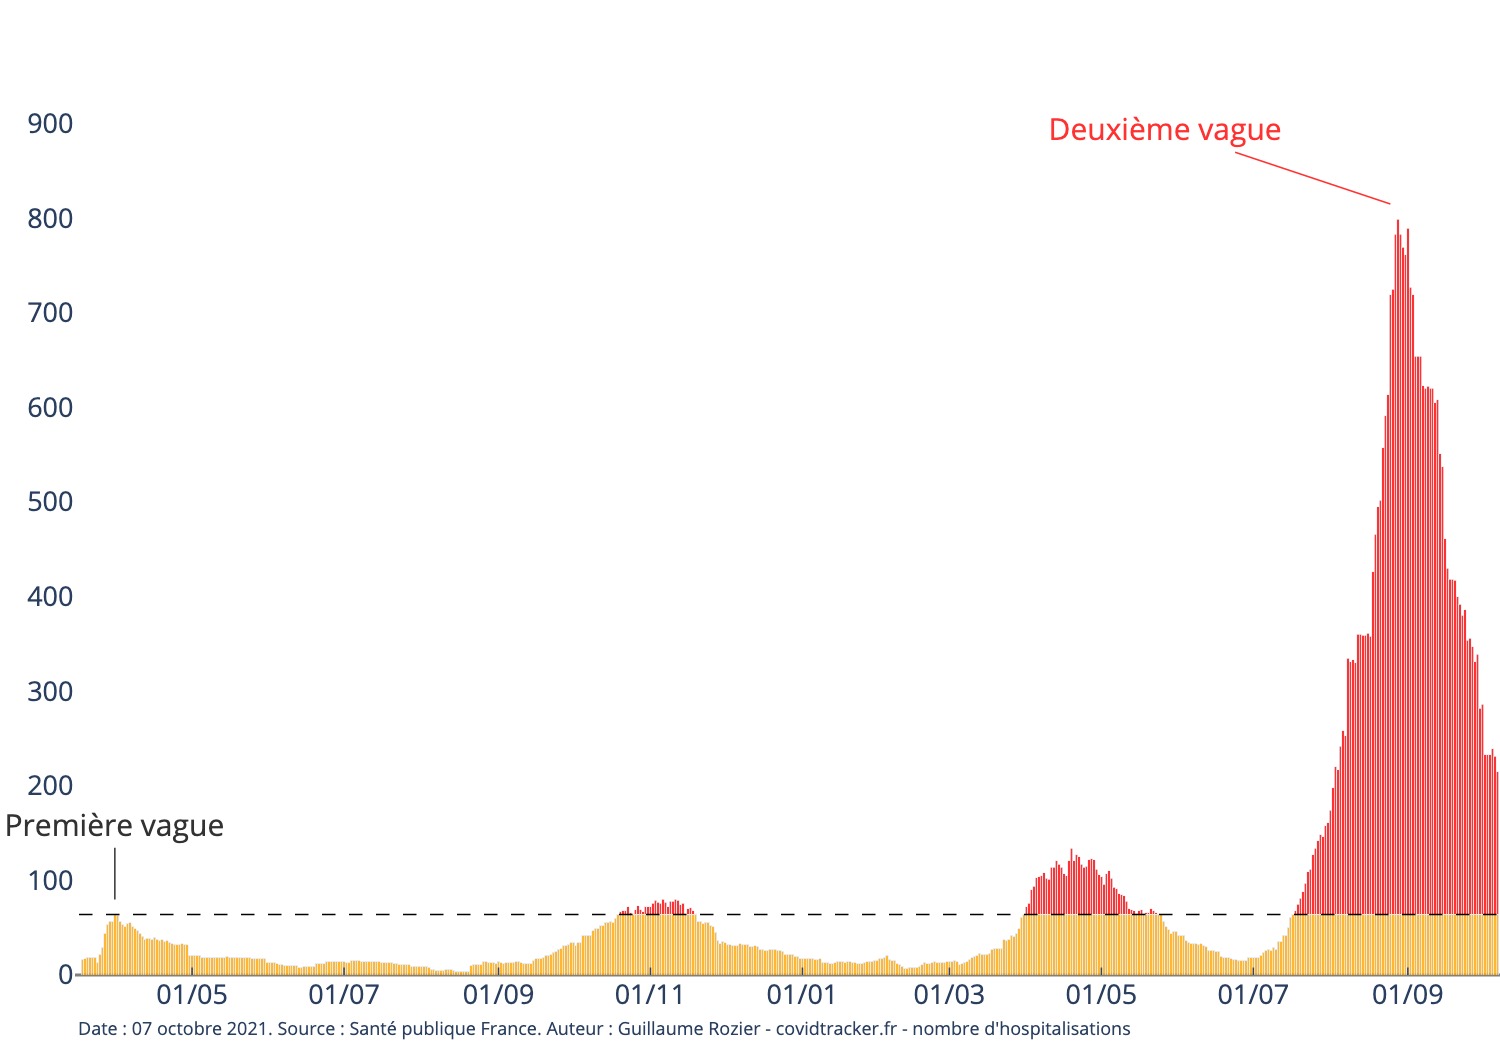 900
Deuxième vague
800
700
600
500
400
300
200
Première vague
100
0
01/05 01/07 01/09 01/11 01/01 01/03 01/05 01/07 01/09
Date : 07 octobre 2021. Source : Santé publique France. Auteur : Guillaume Rozier - covidtracker.fr - nombre d'hospitalisations